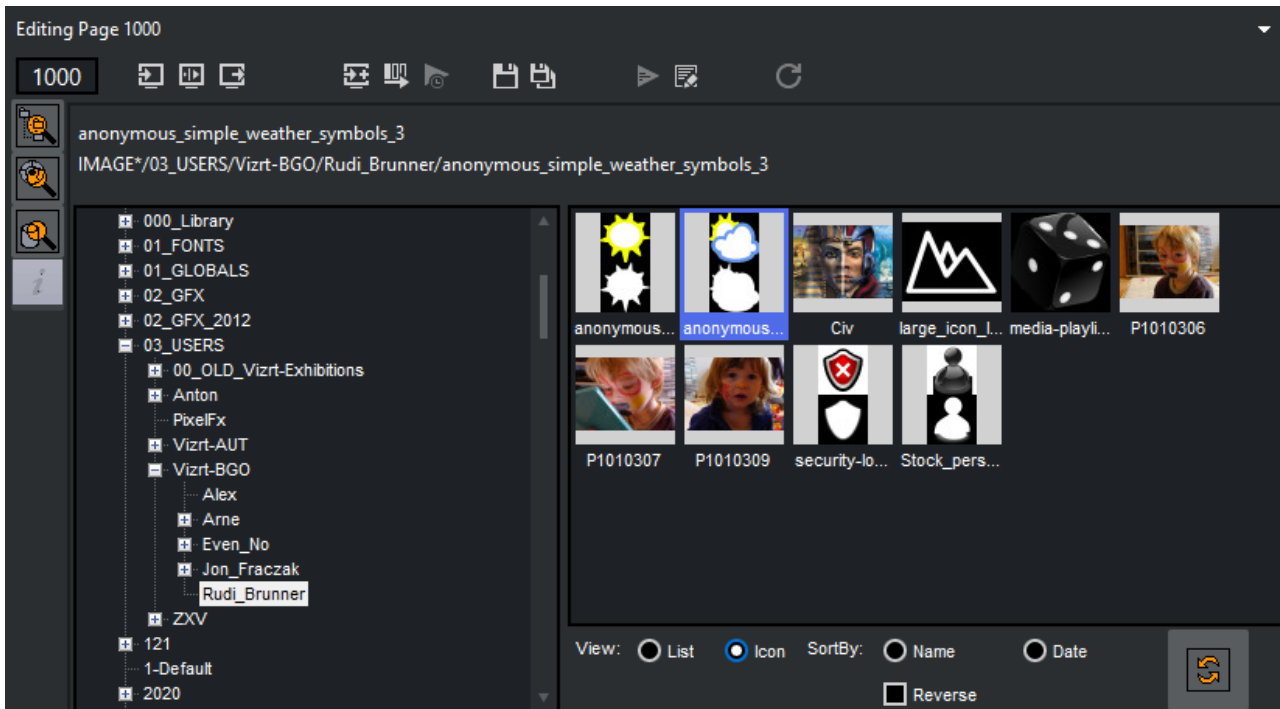 Editing Page 1000
1000
anonymous_simple_weather_symbols_3
IMAGE*/03_USERS/Vizrt-BGO/Rudi_Brunner/anonymous_simple_weather_symbols_3
000_Library
01_FONTS
01_GLOBALS
02_GFX
02_GFX_2012
03_USERS
00_OLD_Vizrt-Exhibitions
Anton
PixelFx
Vizrt-AUT
Vizrt-BGO
Alex
Arne
Even_No
Jon_Fraczak
Rudi_Brunner
ZXV
121
1-Default
2020
anonymous... anonymous... Civ large_icon_l... media-playli... P1010306
P1010307 P1010309 security-lo... Stock_pers...
View: List Icon SortBy: Name Date
Reverse
i